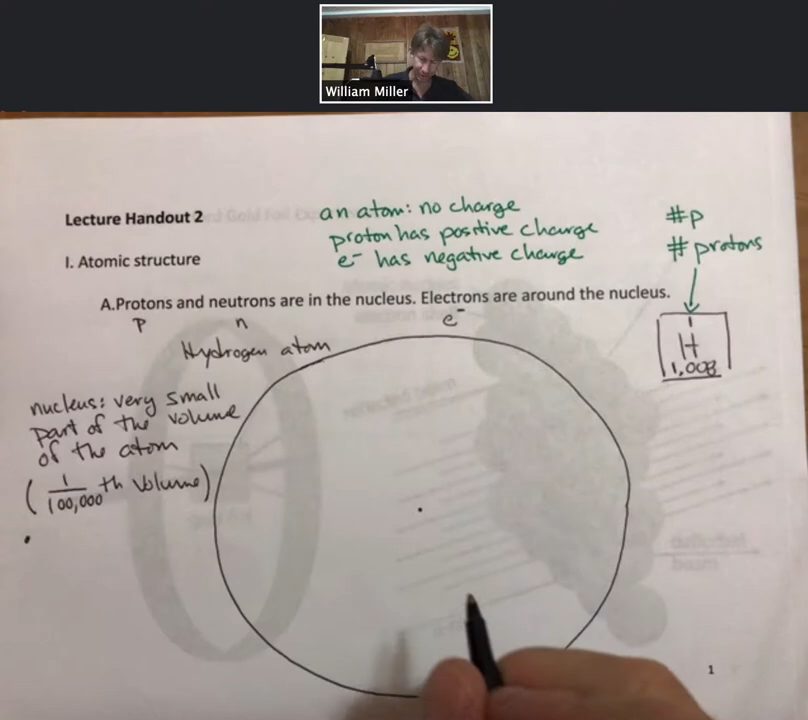 William Miller
Lecture Handout 2
an atom: no charge
proton has positive charge
e⁻ has negative charge
#p
# protons
I. Atomic structure
A.Protons and neutrons are in the nucleus. Electrons are around the nucleus.
p n e⁻
1
H
1.008
Hydrogen atom
nucleus: very small
part of the volume
of the atom
(1/100,000 th volume)
1